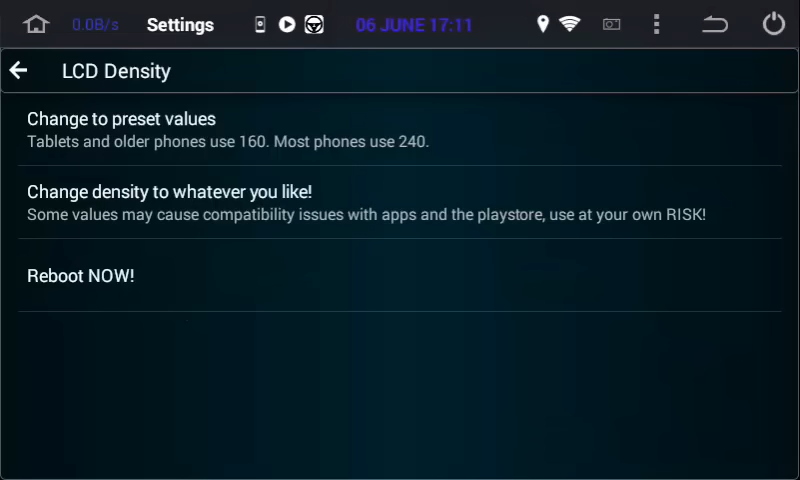 0.0B/s Settings 06 JUNE 17:11
LCD Density
Change to preset values
Tablets and older phones use 160. Most phones use 240.
Change density to whatever you like!
Some values may cause compatibility issues with apps and the playstore, use at your own RISK!
Reboot NOW!